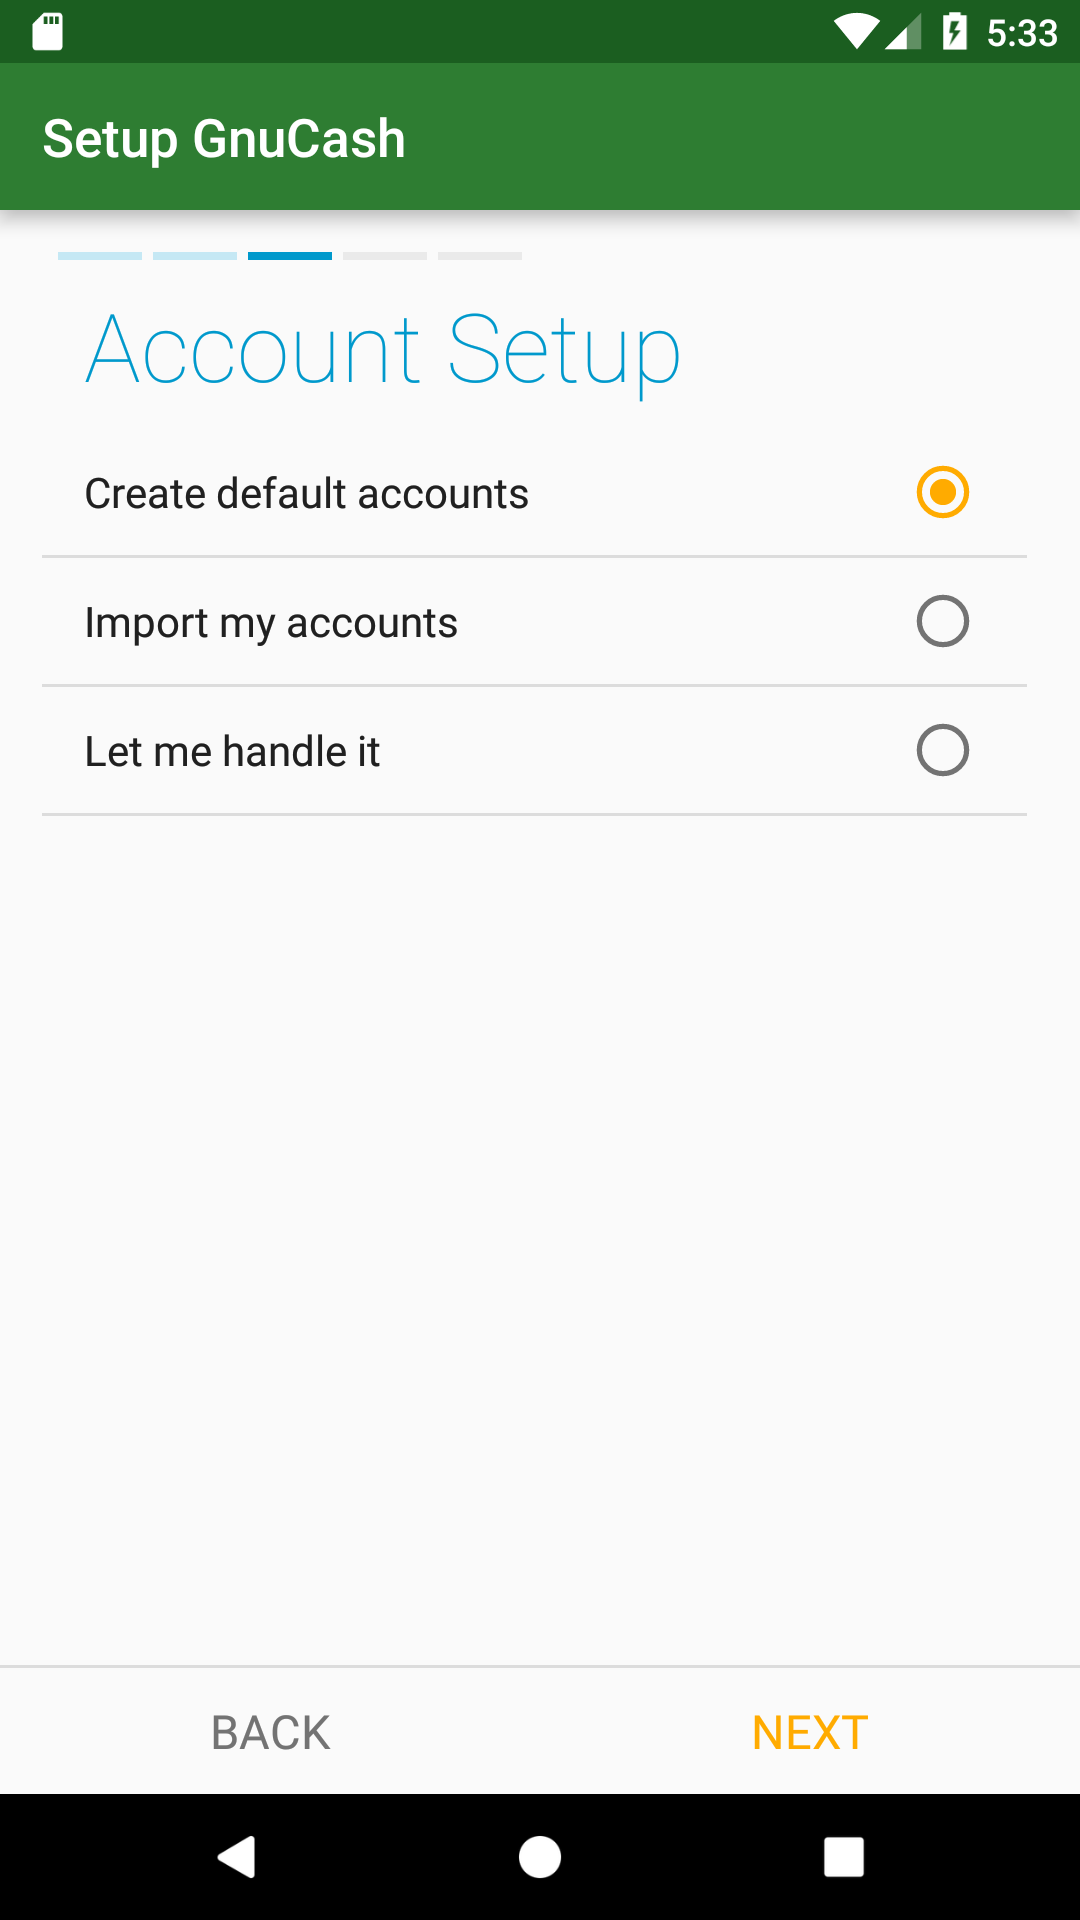 5:33
Setup GnuCash
Account Setup
Create default accounts
Import my accounts
Let me handle it
BACK
NEXT